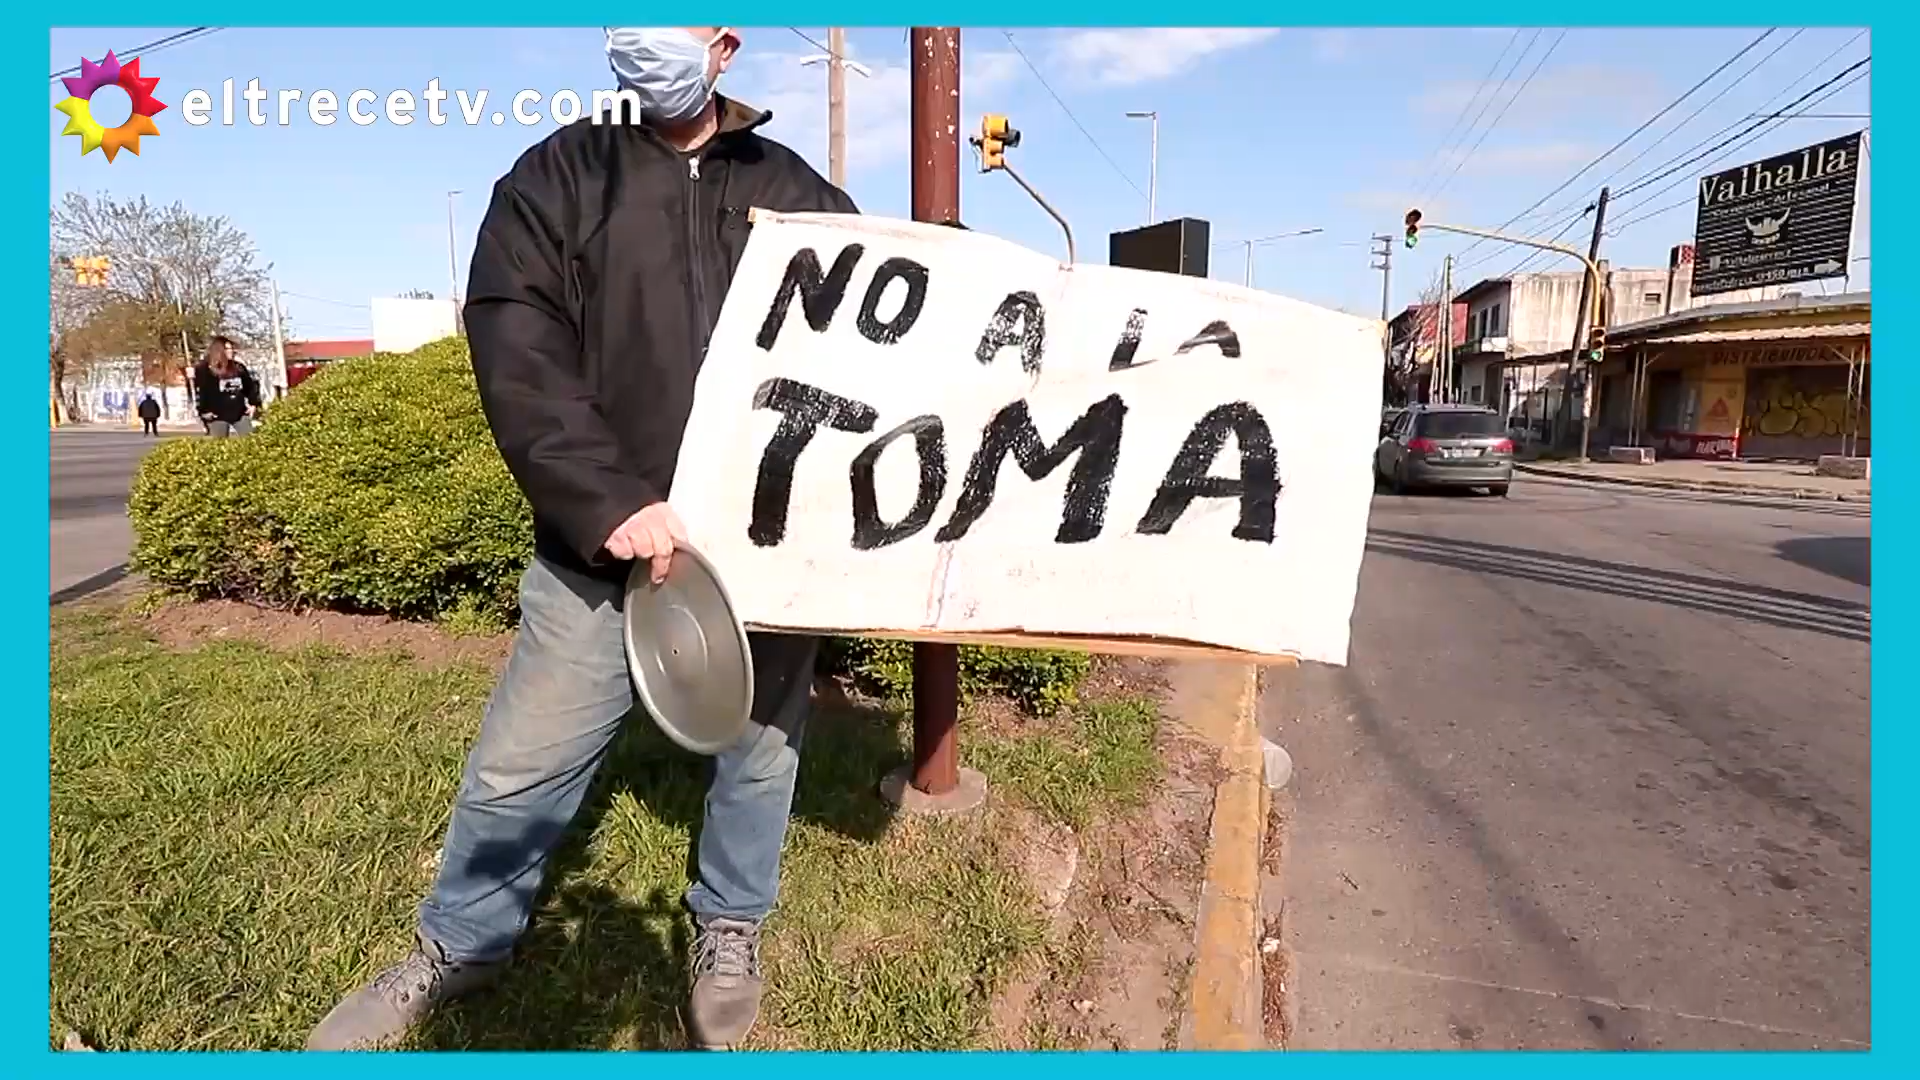 eltrecetv.com
NO A LA
TOMA
Valhalla
DISTRIBUIDORA